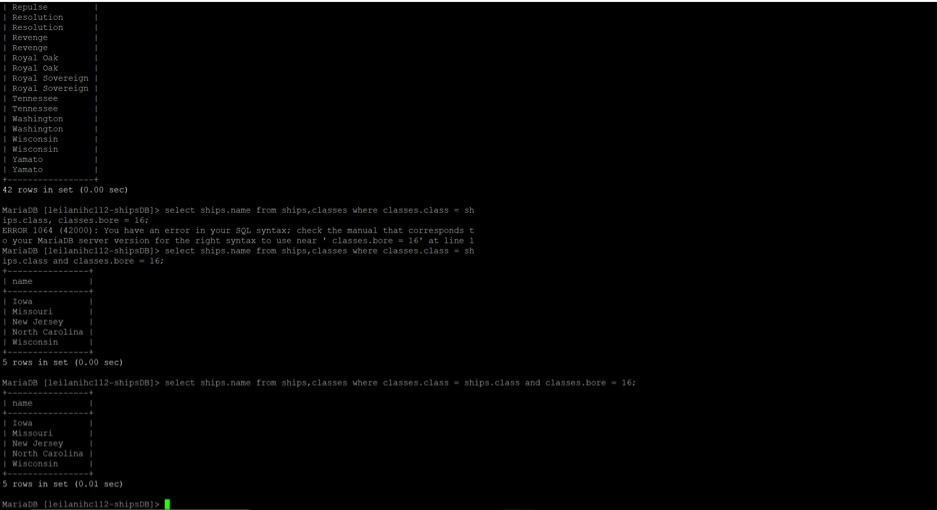 | Repulse         |
| Resolution      |
| Resolution      |
| Revenge         |
| Revenge         |
| Royal Oak       |
| Royal Oak       |
| Royal Sovereign |
| Royal Sovereign |
| Tennessee       |
| Tennessee       |
| Washington      |
| Washington      |
| Wisconsin       |
| Wisconsin       |
| Yamato          |
| Yamato          |
+-----------------+
42 rows in set (0.00 sec)
MariaDB [leilanihc112-shipsDB]> select ships.name from ships,classes where classes.class = sh
ips.class, classes.bore = 16;
ERROR 1064 (42000): You have an error in your SQL syntax; check the manual that corresponds t
o your MariaDB server version for the right syntax to use near ' classes.bore = 16' at line 1
MariaDB [leilanihc112-shipsDB]> select ships.name from ships,classes where classes.class = sh
ips.class and classes.bore = 16;
+----------------+
| name           |
+----------------+
| Iowa           |
| Missouri       |
| New Jersey     |
| North Carolina |
| Wisconsin      |
+----------------+
5 rows in set (0.00 sec)
MariaDB [leilanihc112-shipsDB]> select ships.name from ships,classes where classes.class = ships.class and classes.bore = 16;
+----------------+
| name           |
+----------------+
| Iowa           |
| Missouri       |
| New Jersey     |
| North Carolina |
| Wisconsin      |
+----------------+
5 rows in set (0.01 sec)
MariaDB [leilanihc112-shipsDB]>